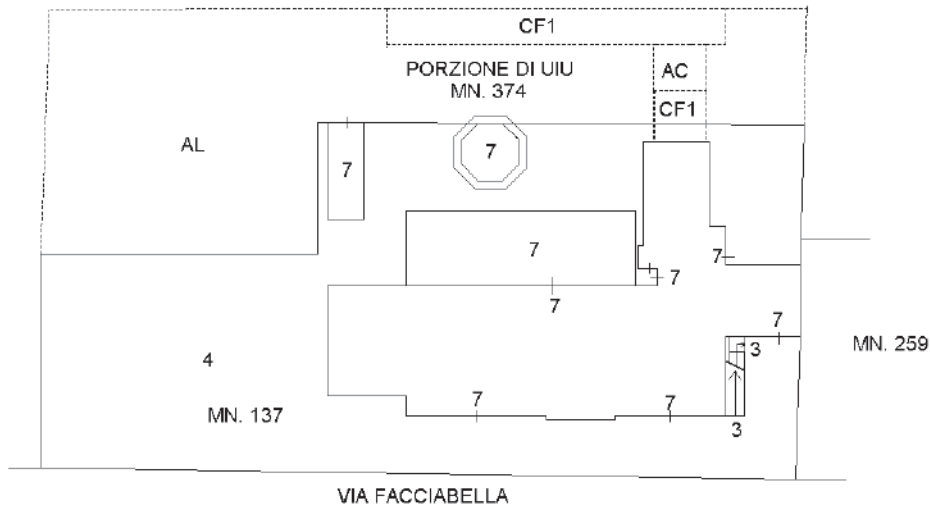 CF1
PORZIONE DI UIU
MN. 374
AC
CF1
AL
7
7
7
7
7
7
7
3
4
MN. 259
MN. 137
7
7
3
VIA FACCIABELLA